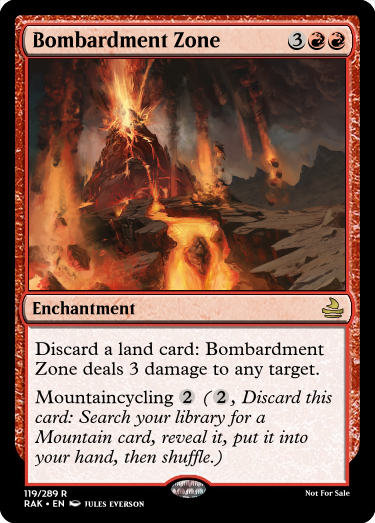 Bombardment Zone 3
Enchantment
Discard a land card: Bombardment
Zone deals 3 damage to any target.
Mountaincycling 2 (2, Discard this
card: Search your library for a
Mountain card, reveal it, put it into
your hand, then shuffle.)
119/289 R
Not For Sale
RAK • EN JULES EVERSON